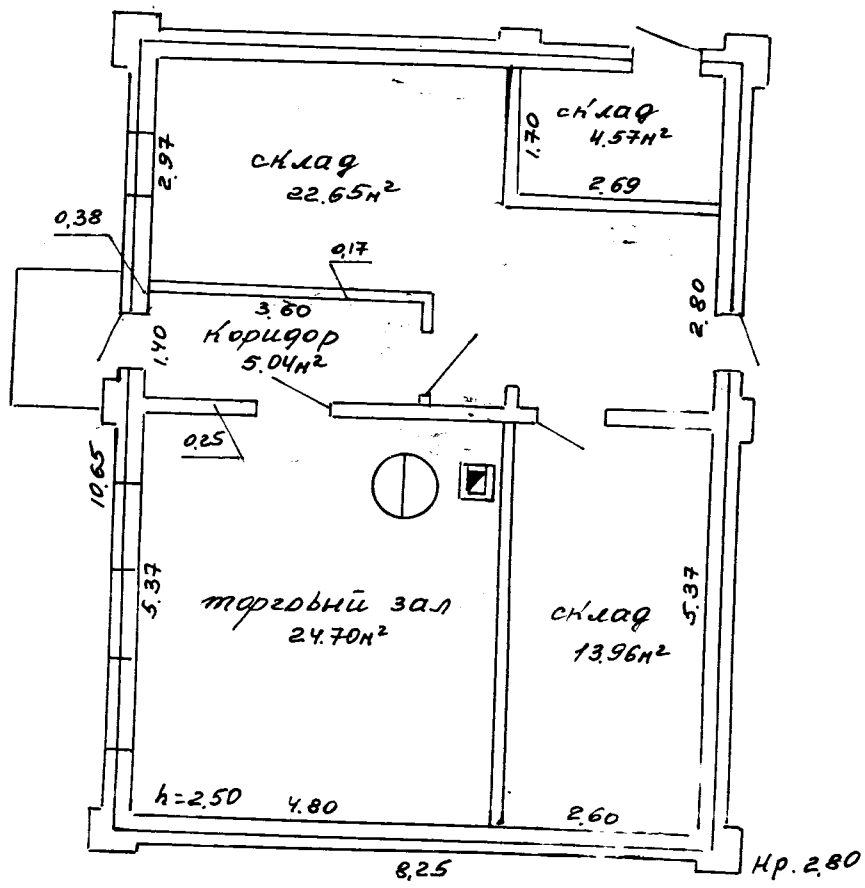 склад
4.57м²
1.70
2.69
склад
22.65м²
2.97
0,38
0,17
3.60
коридор
5.04м²
1.40
2.80
0,25
10.65
5.37
торговый зал
24.70м²
склад
13.96м²
5.37
h=2.50
4.80
2.60
8,25
Нр. 2,80